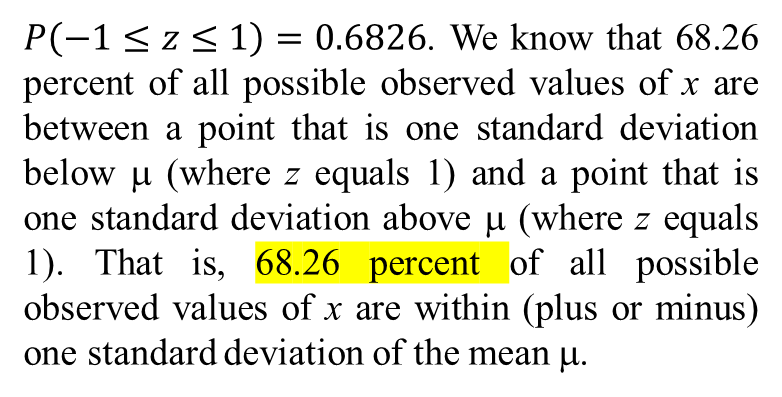 P(−1 ≤ z ≤ 1) = 0.6826. We know that 68.26
percent of all possible observed values of x are
between a point that is one standard deviation
below μ (where z equals 1) and a point that is
one standard deviation above μ (where z equals
1). That is, 68.26 percent of all possible
observed values of x are within (plus or minus)
one standard deviation of the mean μ.